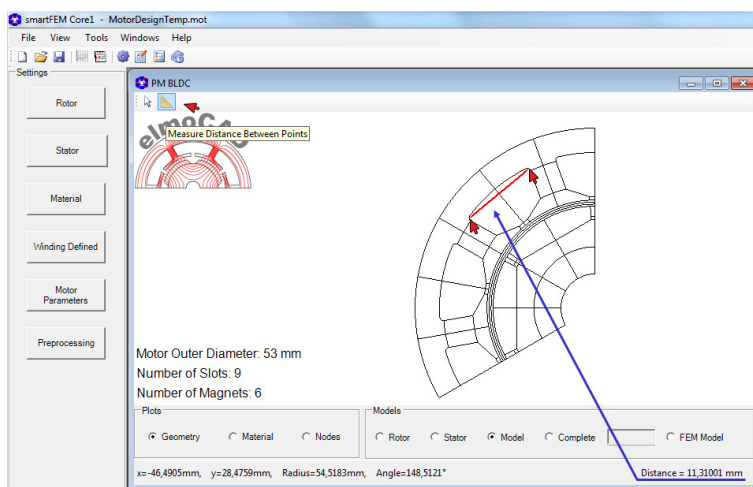 smartFEM Core1 - MotorDesignTemp.mot
File View Tools Windows Help
Settings
PM BLDC
Rotor
elmoCAD
Measure Distance Between Points
Stator
Material
Winding Defined
Motor
Parameters
Preprocessing
Motor Outer Diameter: 53 mm
Number of Slots: 9
Number of Magnets: 6
Plots
Models
Geometry Material Nodes Rotor Stator Model Complete FEM Model
x=-46,4905mm, y=28,4759mm, Radius=54,5183mm, Angle=148,5121° Distance = 11,31001 mm